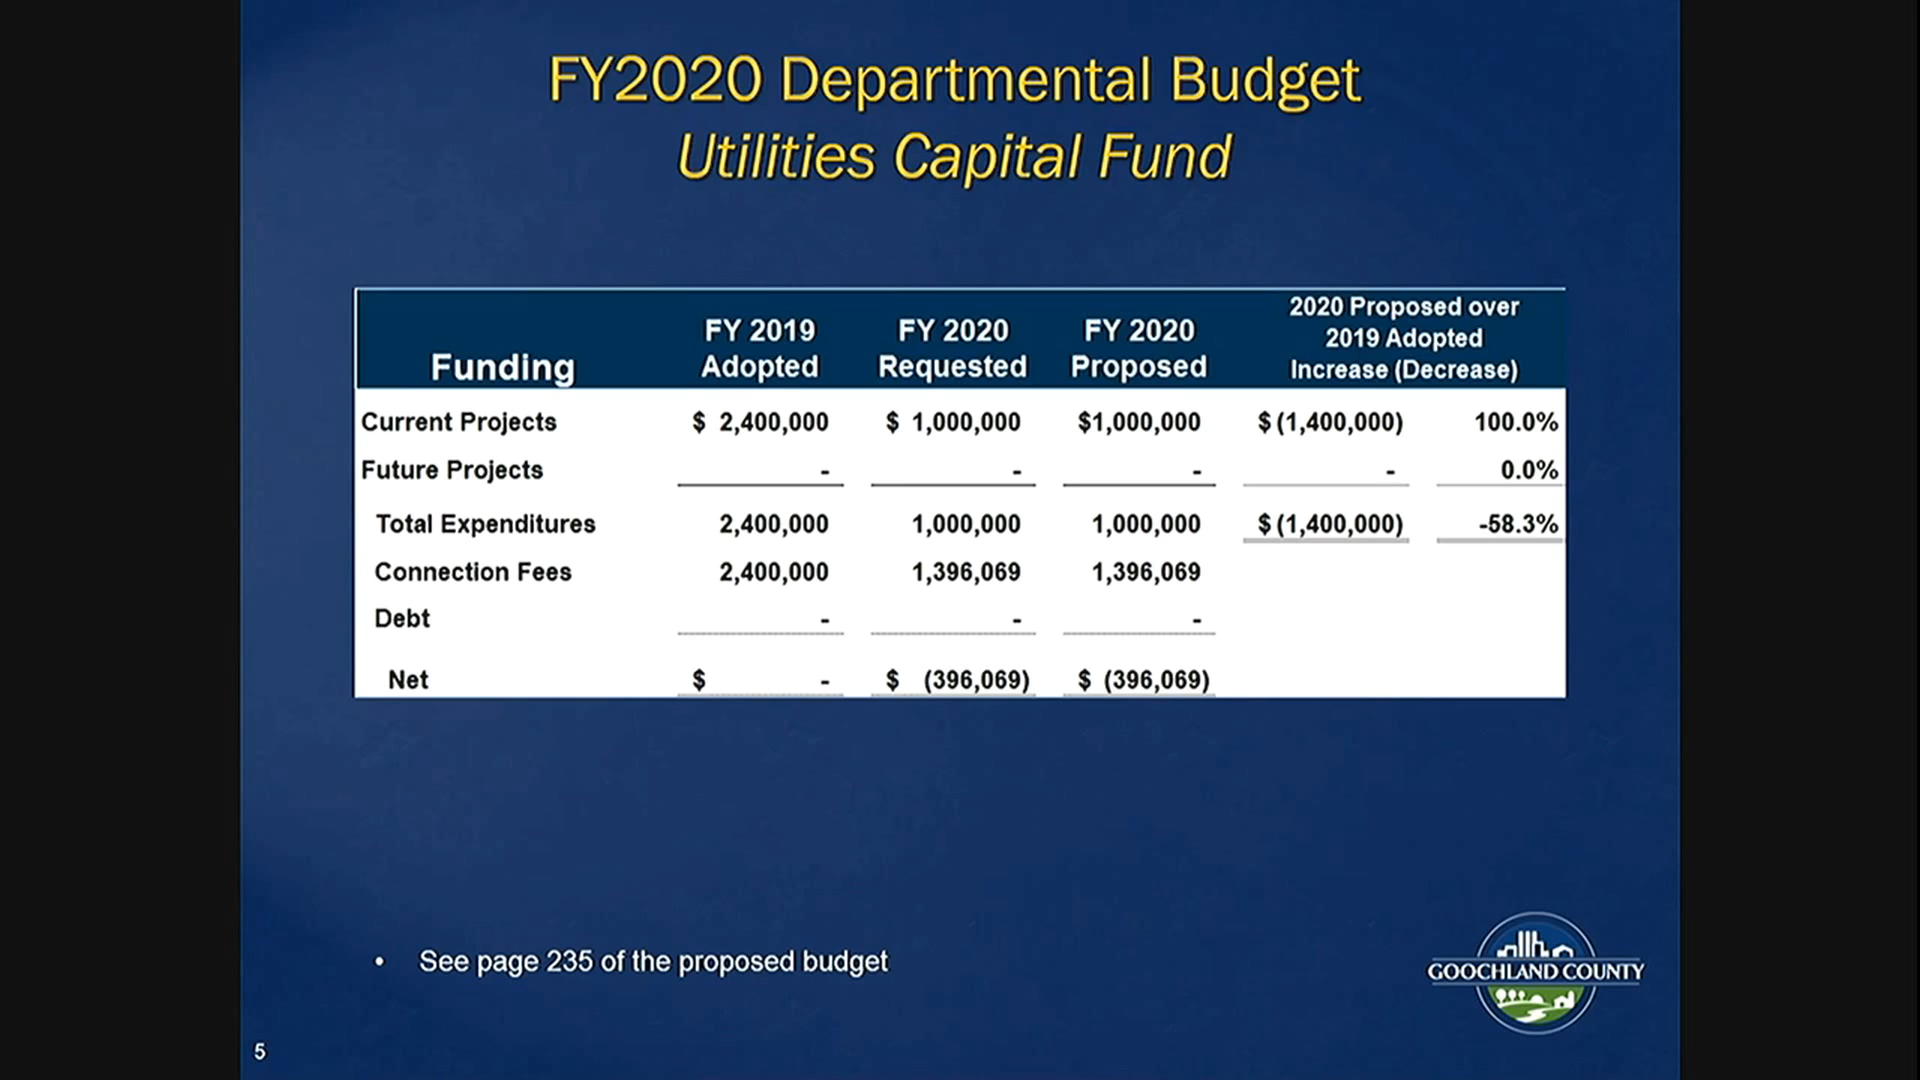 FY2020 Departmental Budget
Utilities Capital Fund
Funding FY 2019 Adopted FY 2020 Requested FY 2020 Proposed 2020 Proposed over 2019 Adopted Increase (Decrease)
Current Projects $ 2,400,000 $ 1,000,000 $1,000,000 $ (1,400,000) 100.0%
Future Projects - - - - 0.0%
Total Expenditures 2,400,000 1,000,000 1,000,000 $ (1,400,000) -58.3%
Connection Fees 2,400,000 1,396,069 1,396,069
Debt - - -
Net $ - $ (396,069) $ (396,069)
• See page 235 of the proposed budget
GOOCHLAND COUNTY
5